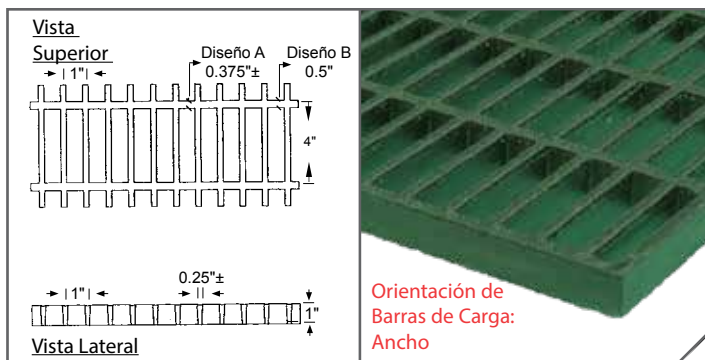 Vista
Superior
Diseño A
0.375"±
Diseño B
0.5"
1"
4"
0.25"±
1"
1"
Vista Lateral
Orientación de
Barras de Carga:
Ancho